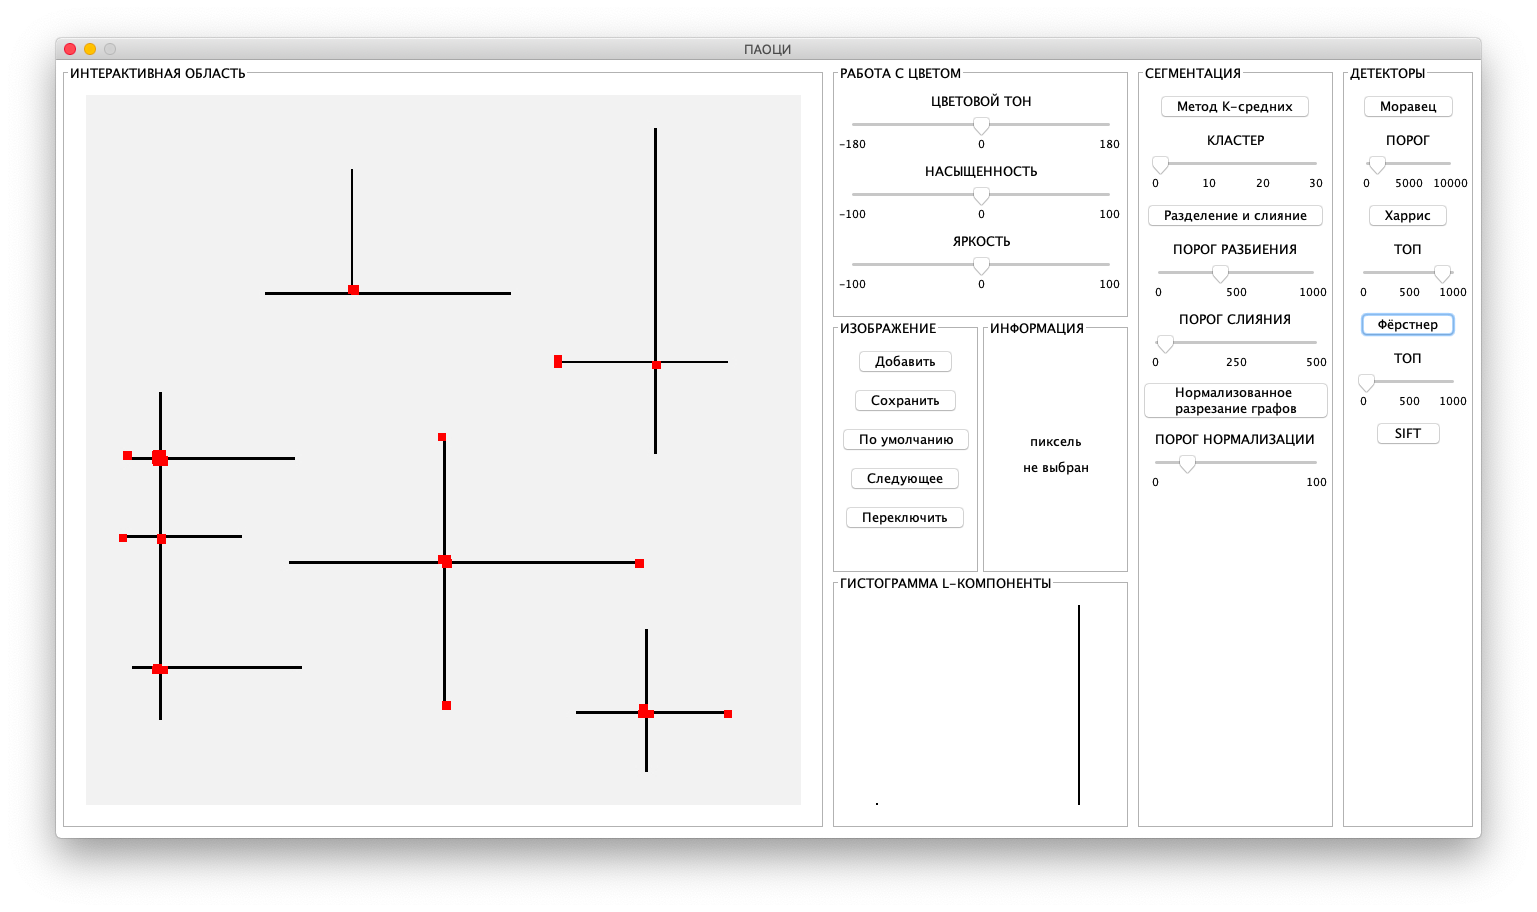 ПАОЦИ
ИНТЕРАКТИВНАЯ ОБЛАСТЬ
РАБОТА С ЦВЕТОМ
ЦВЕТОВОЙ ТОН
-180 0 180
НАСЫЩЕННОСТЬ
-100 0 100
ЯРКОСТЬ
-100 0 100
ИЗОБРАЖЕНИЕ
Добавить
Сохранить
По умолчанию
Следующее
Переключить
ИНФОРМАЦИЯ
пиксель
не выбран
ГИСТОГРАММА L-КОМПОНЕНТЫ
СЕГМЕНТАЦИЯ
Метод К-средних
КЛАСТЕР
0 10 20 30
Разделение и слияние
ПОРОГ РАЗБИЕНИЯ
0 500 1000
ПОРОГ СЛИЯНИЯ
0 250 500
Нормализованное
разрезание графов
ПОРОГ НОРМАЛИЗАЦИИ
0 100
ДЕТЕКТОРЫ
Моравец
ПОРОГ
0 5000 10000
Харрис
ТОП
0 500 1000
Фёрстнер
ТОП
0 500 1000
SIFT